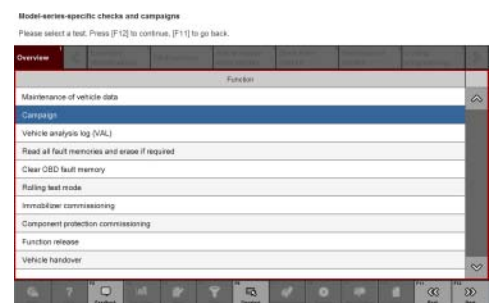 Model-series-specific checks and campaigns
Please select a test. Press [F12] to continue, [F11] to go back.
Overview
Function
Maintenance of vehicle data
Campaign
Vehicle analysis log (VAL)
Read all fault memories and erase if required
Clear OBD fault memory
Rolling test mode
Immobilizer commissioning
Component protection commissioning
Function release
Vehicle handover